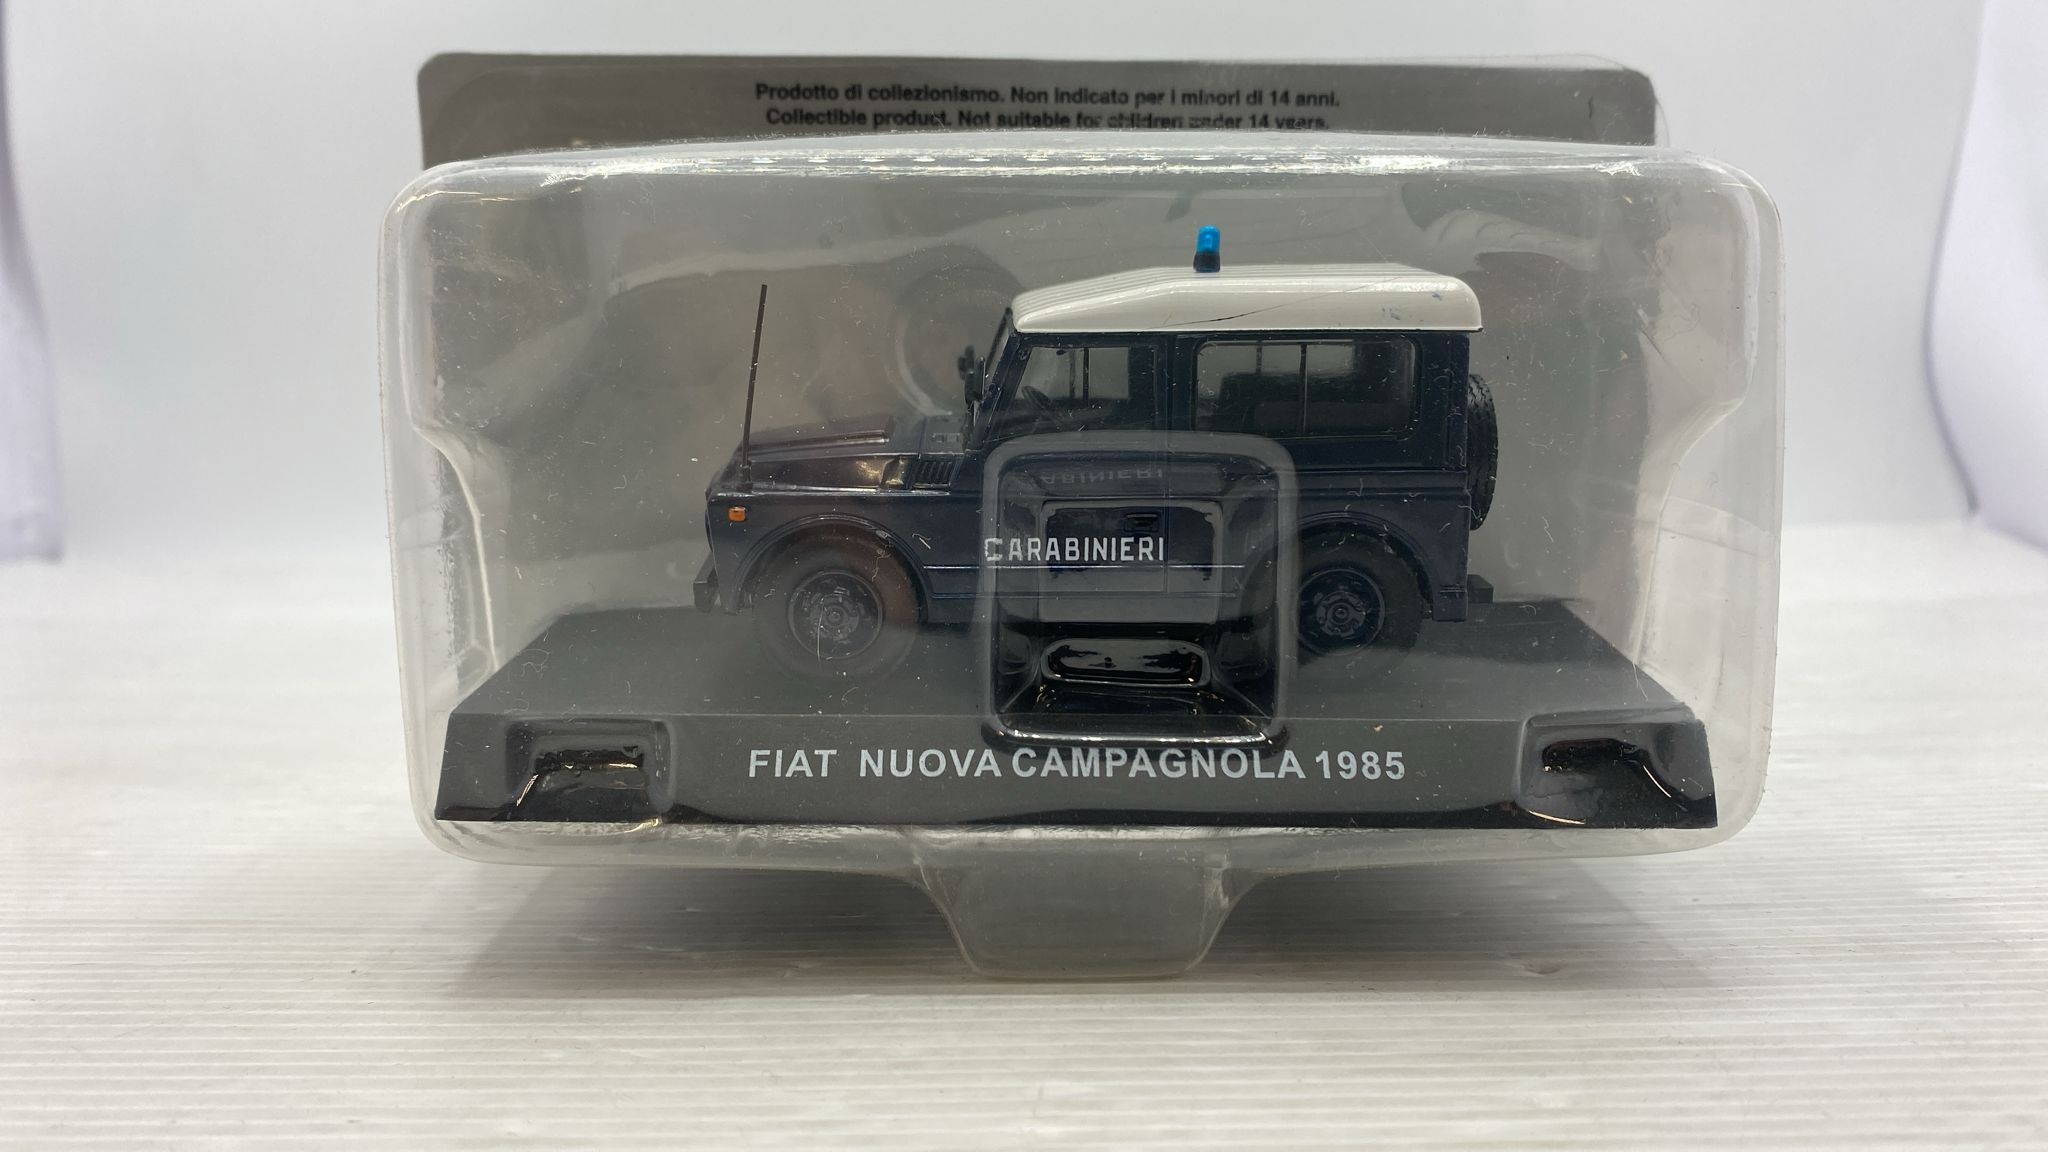 Prodotto di collezionismo. Non indicato per i minori di 14 anni.
Collectible product. Not suitable for children under 14 years.
CARABINIERI
FIAT NUOVA CAMPAGNOLA 1985